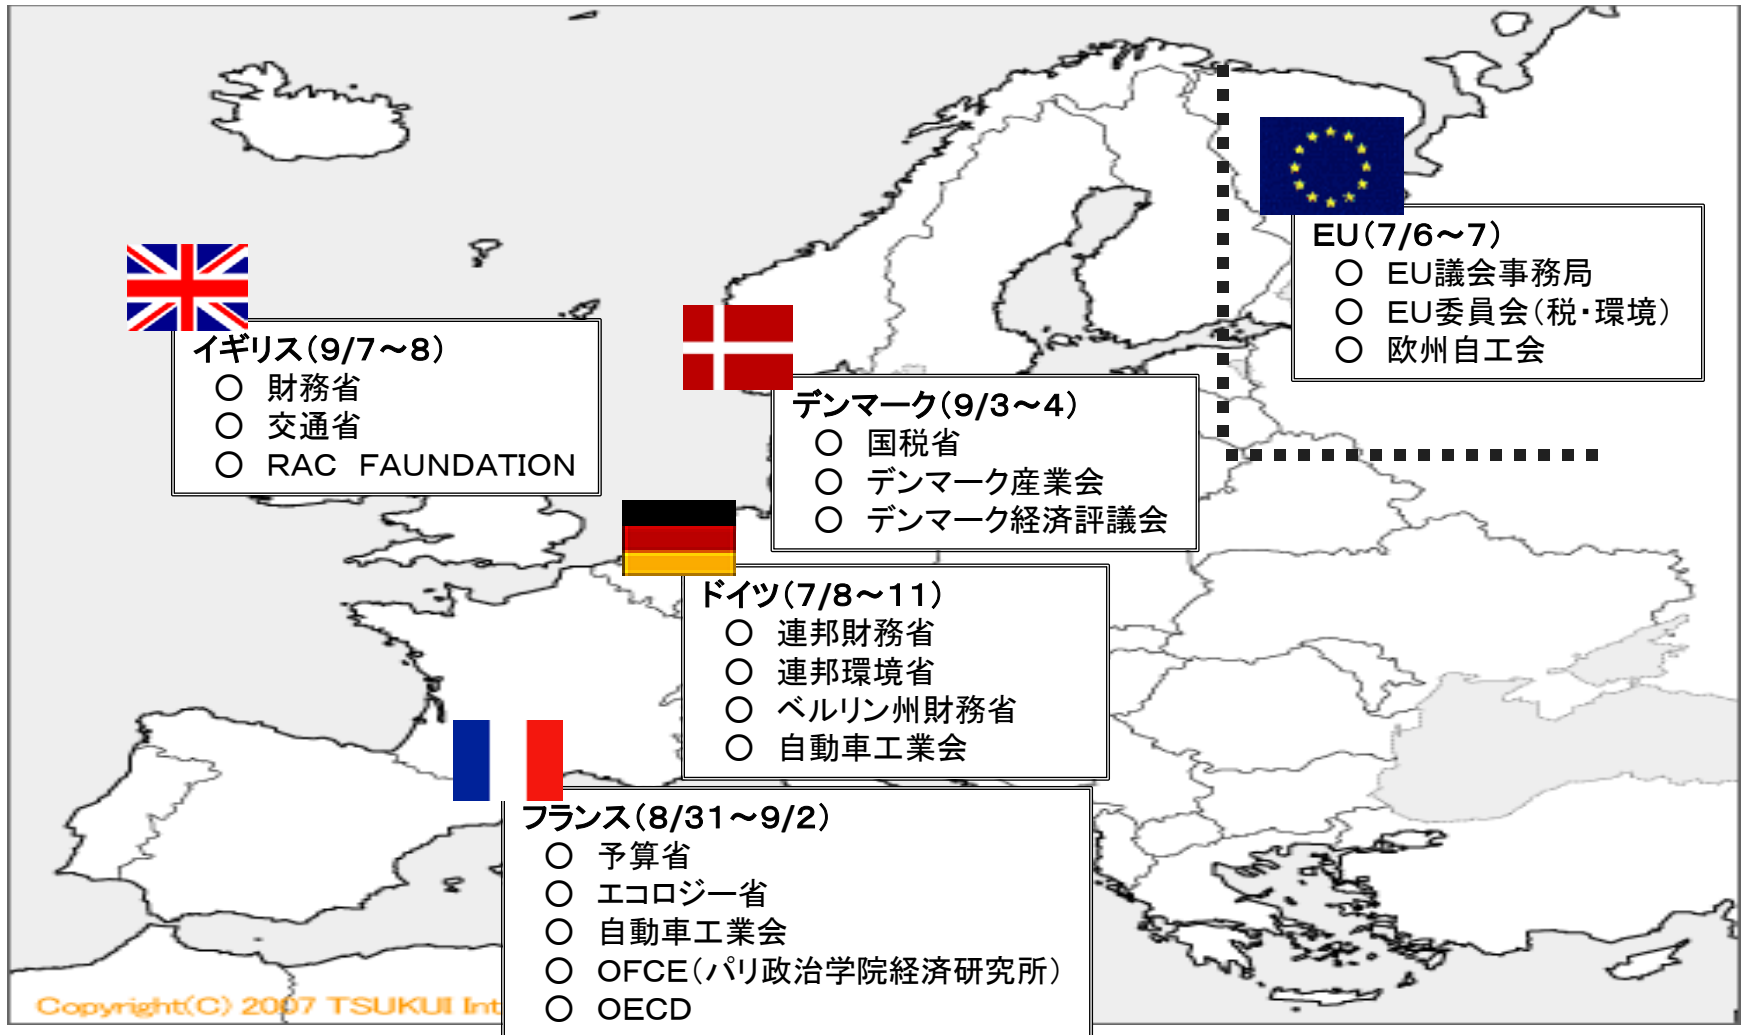 EU(7/6～7)
○ EU議会事務局
○ EU委員会(税・環境)
○ 欧州自工会
イギリス(9/7～8)
○ 財務省
○ 交通省
○ RAC FAUNDATION
デンマーク(9/3～4)
○ 国税省
○ デンマーク産業会
○ デンマーク経済評議会
ドイツ(7/8～11)
○ 連邦財務省
○ 連邦環境省
○ ベルリン州財務省
○ 自動車工業会
フランス(8/31～9/2)
○ 予算省
○ エコロジー省
○ 自動車工業会
○ OFCE(パリ政治学院経済研究所)
○ OECD
Copyright(C) 2007 TSUKUI Int